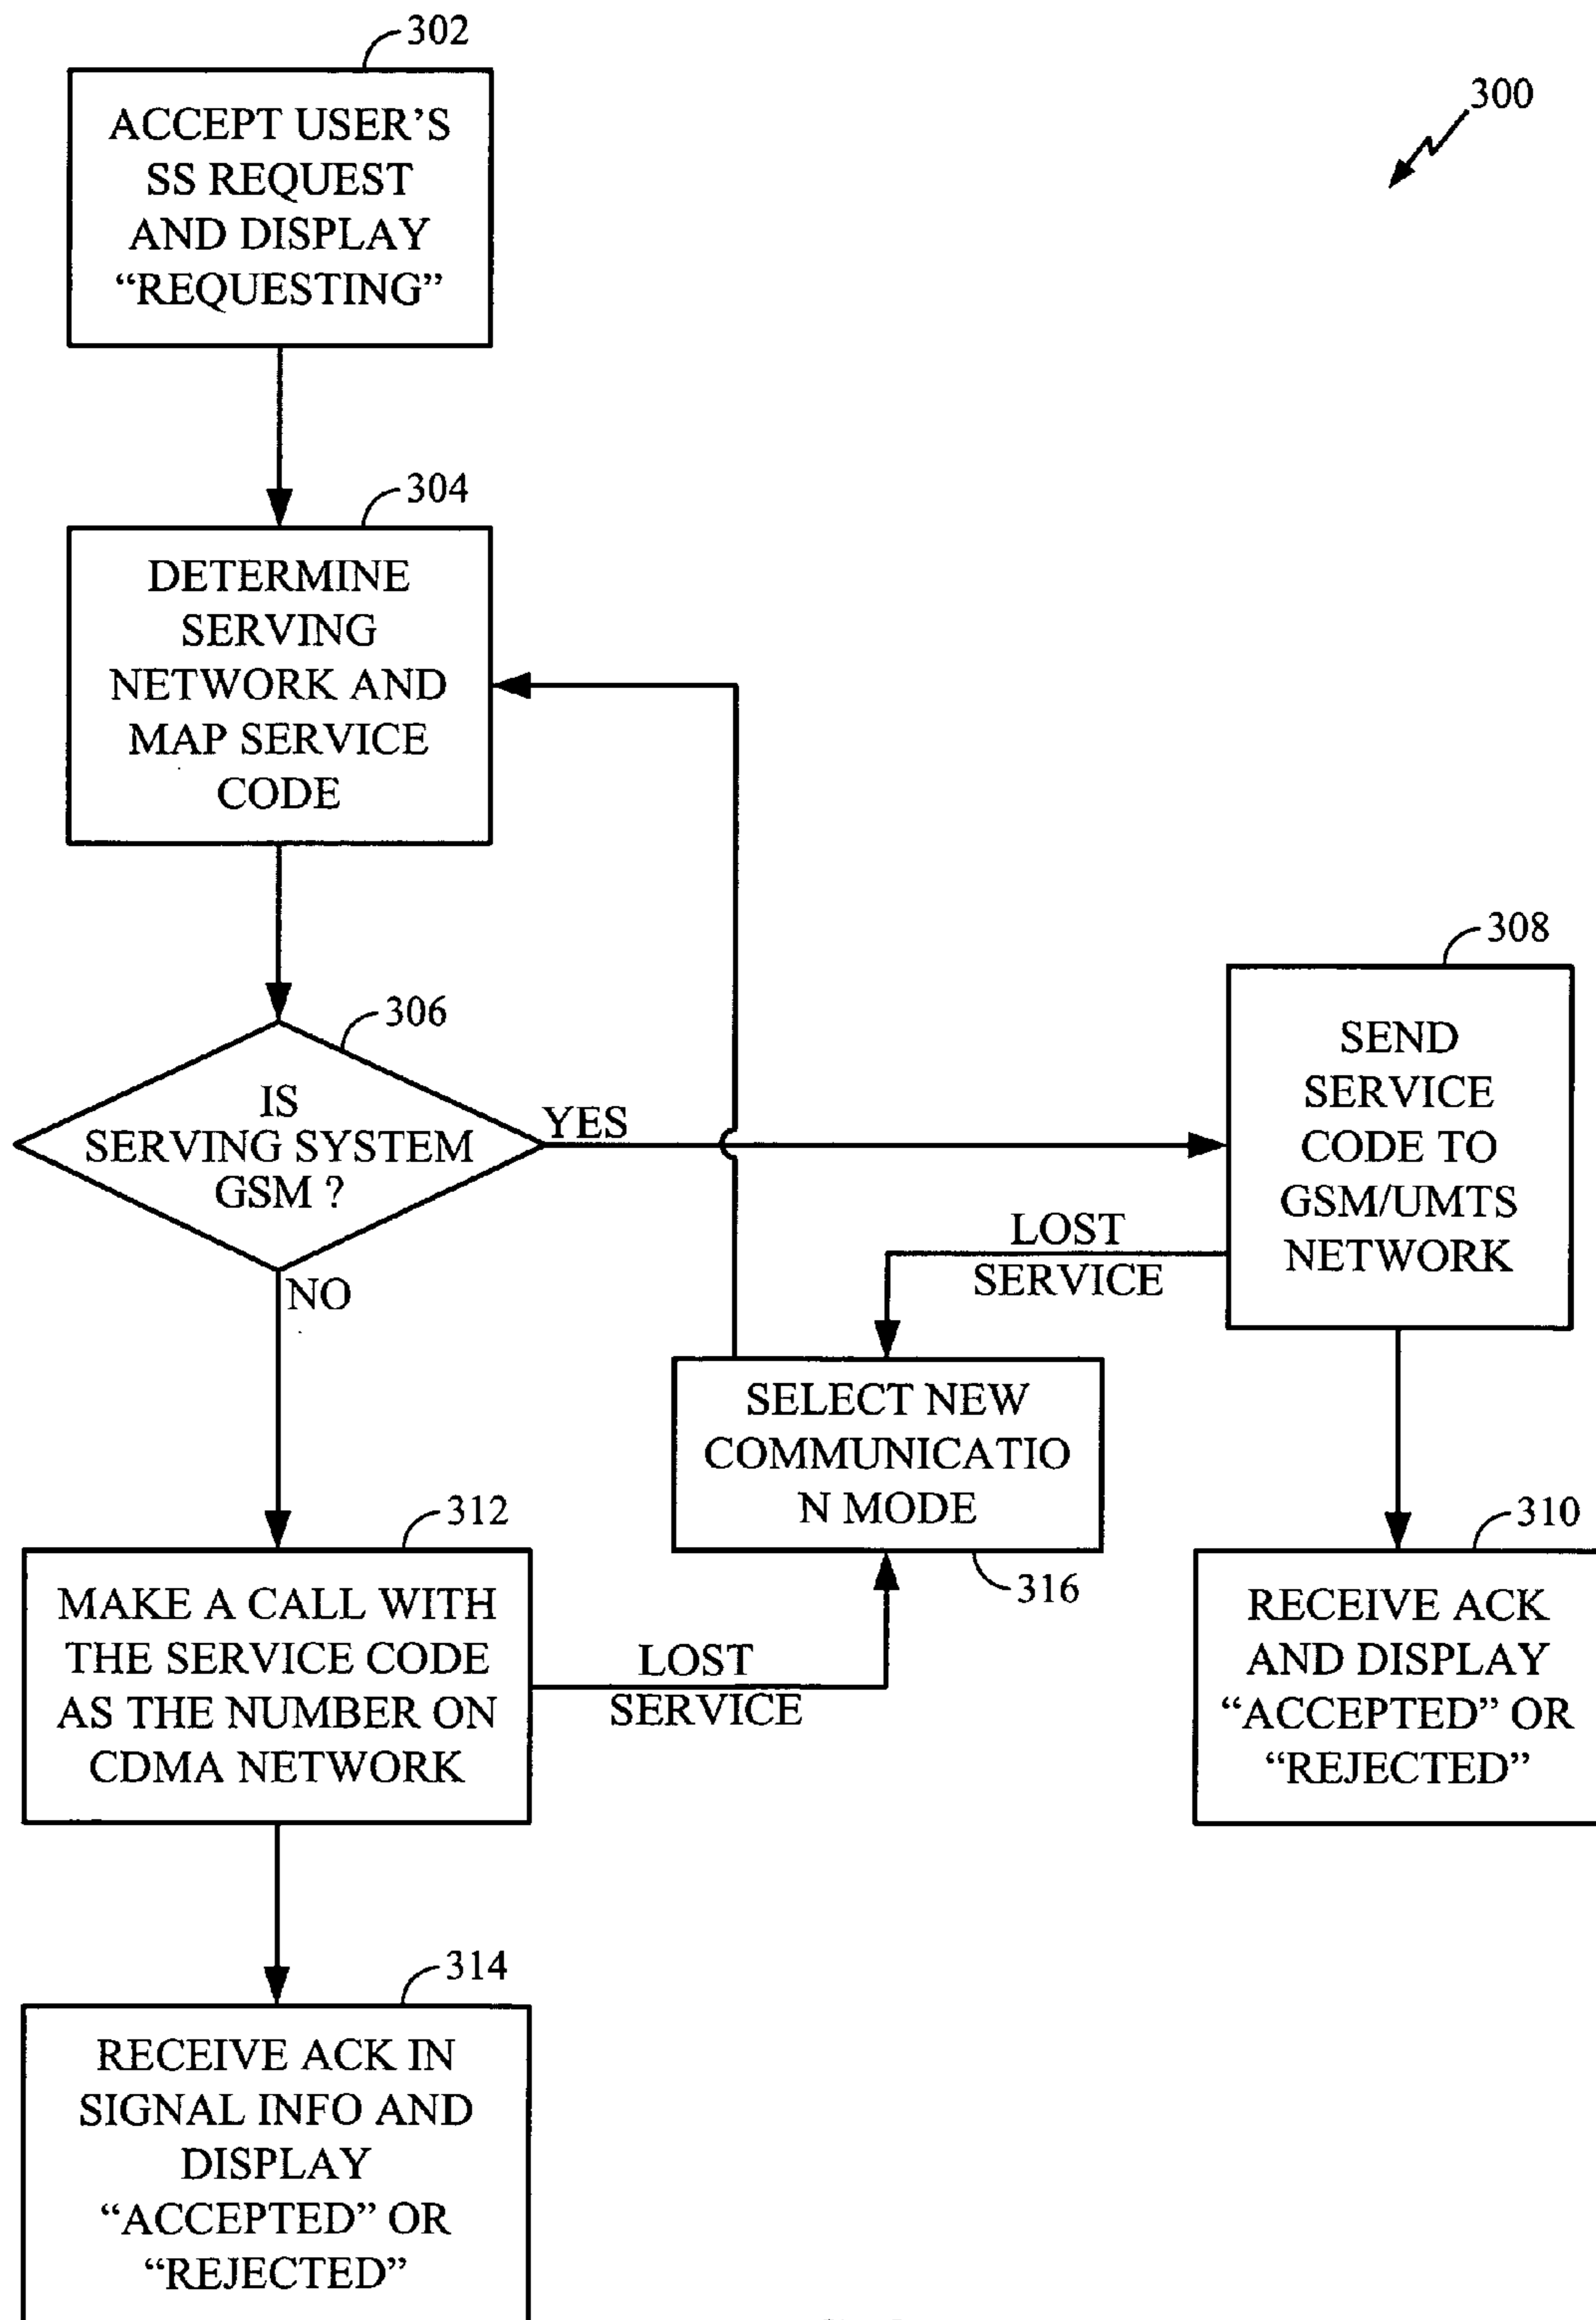 302
ACCEPT USER’S
SS REQUEST
AND DISPLAY
“REQUESTING”
300
304
DETERMINE
SERVING
NETWORK AND
MAP SERVICE
CODE
306
IS
SERVING SYSTEM
GSM ?
YES
NO
308
SEND
SERVICE
CODE TO
GSM/UMTS
NETWORK
LOST
SERVICE
SELECT NEW
COMMUNICATIO
N MODE
316
310
RECEIVE ACK
AND DISPLAY
“ACCEPTED” OR
“REJECTED”
312
MAKE A CALL WITH
THE SERVICE CODE
AS THE NUMBER ON
CDMA NETWORK
LOST
SERVICE
314
RECEIVE ACK IN
SIGNAL INFO AND
DISPLAY
“ACCEPTED” OR
“REJECTED”